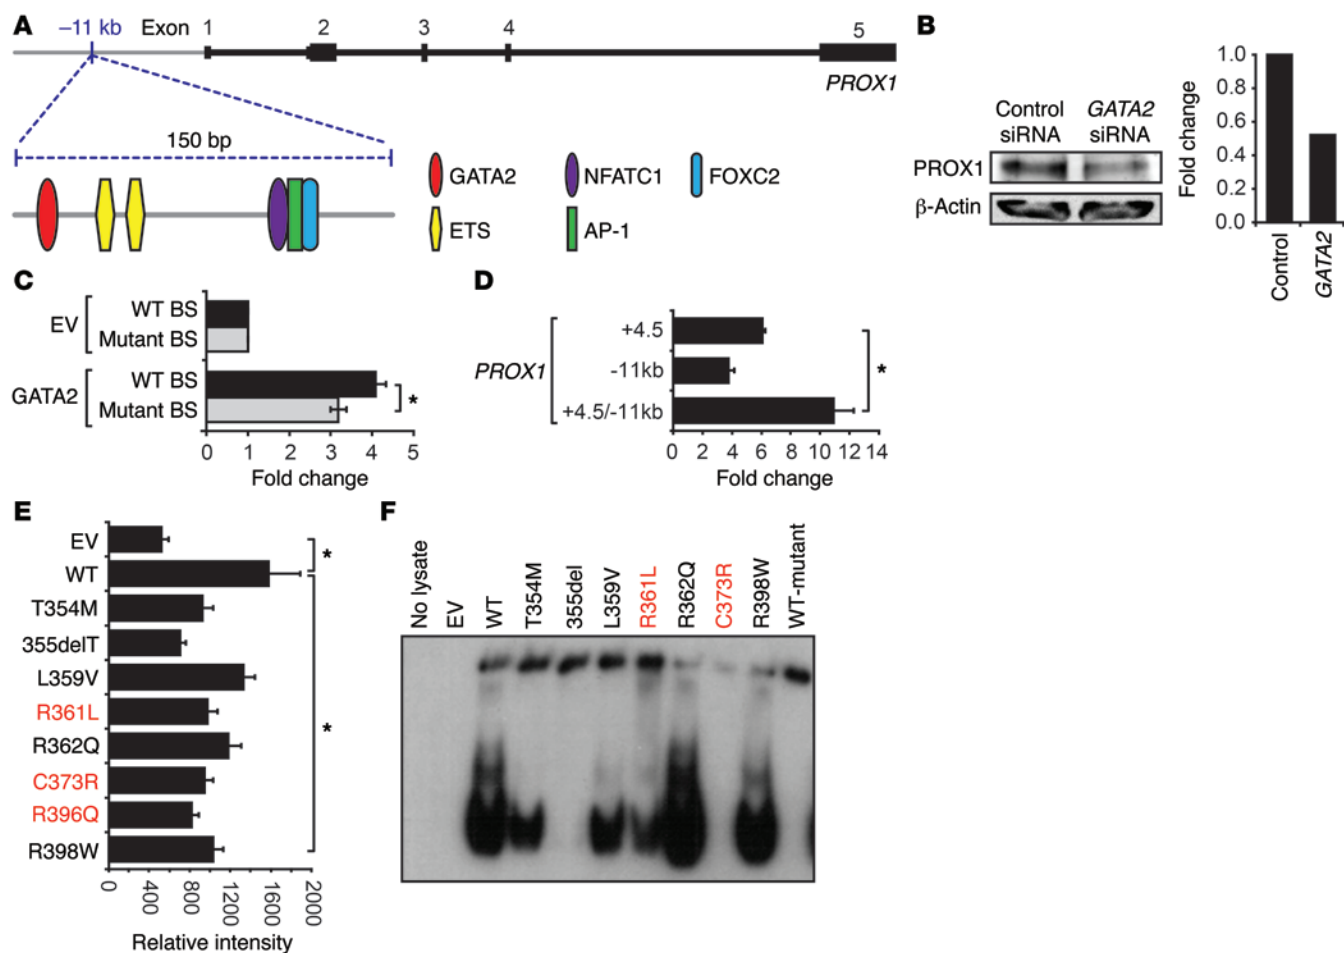 A
–11 kb Exon 1 2 3 4 5
PROX1
150 bp
GATA2 NFATC1 FOXC2
ETS AP-1
B
Control siRNA GATA2 siRNA
PROX1
β-Actin
Fold change
1.0
0.8
0.6
0.4
0.2
0.0
Control GATA2
C
EV
WT BS
Mutant BS
GATA2
WT BS
Mutant BS
*
0 1 2 3 4 5
Fold change
D
PROX1
+4.5
-11kb
+4.5/-11kb
*
0 2 4 6 8 10 12 14
Fold change
E
EV
WT
T354M
355delT
L359V
R361L
R362Q
C373R
R396Q
R398W
*
*
0 400 800 1200 1600 2000
Relative intensity
F
No lysate EV WT T354M 355del L359V R361L R362Q C373R R398W WT-mutant